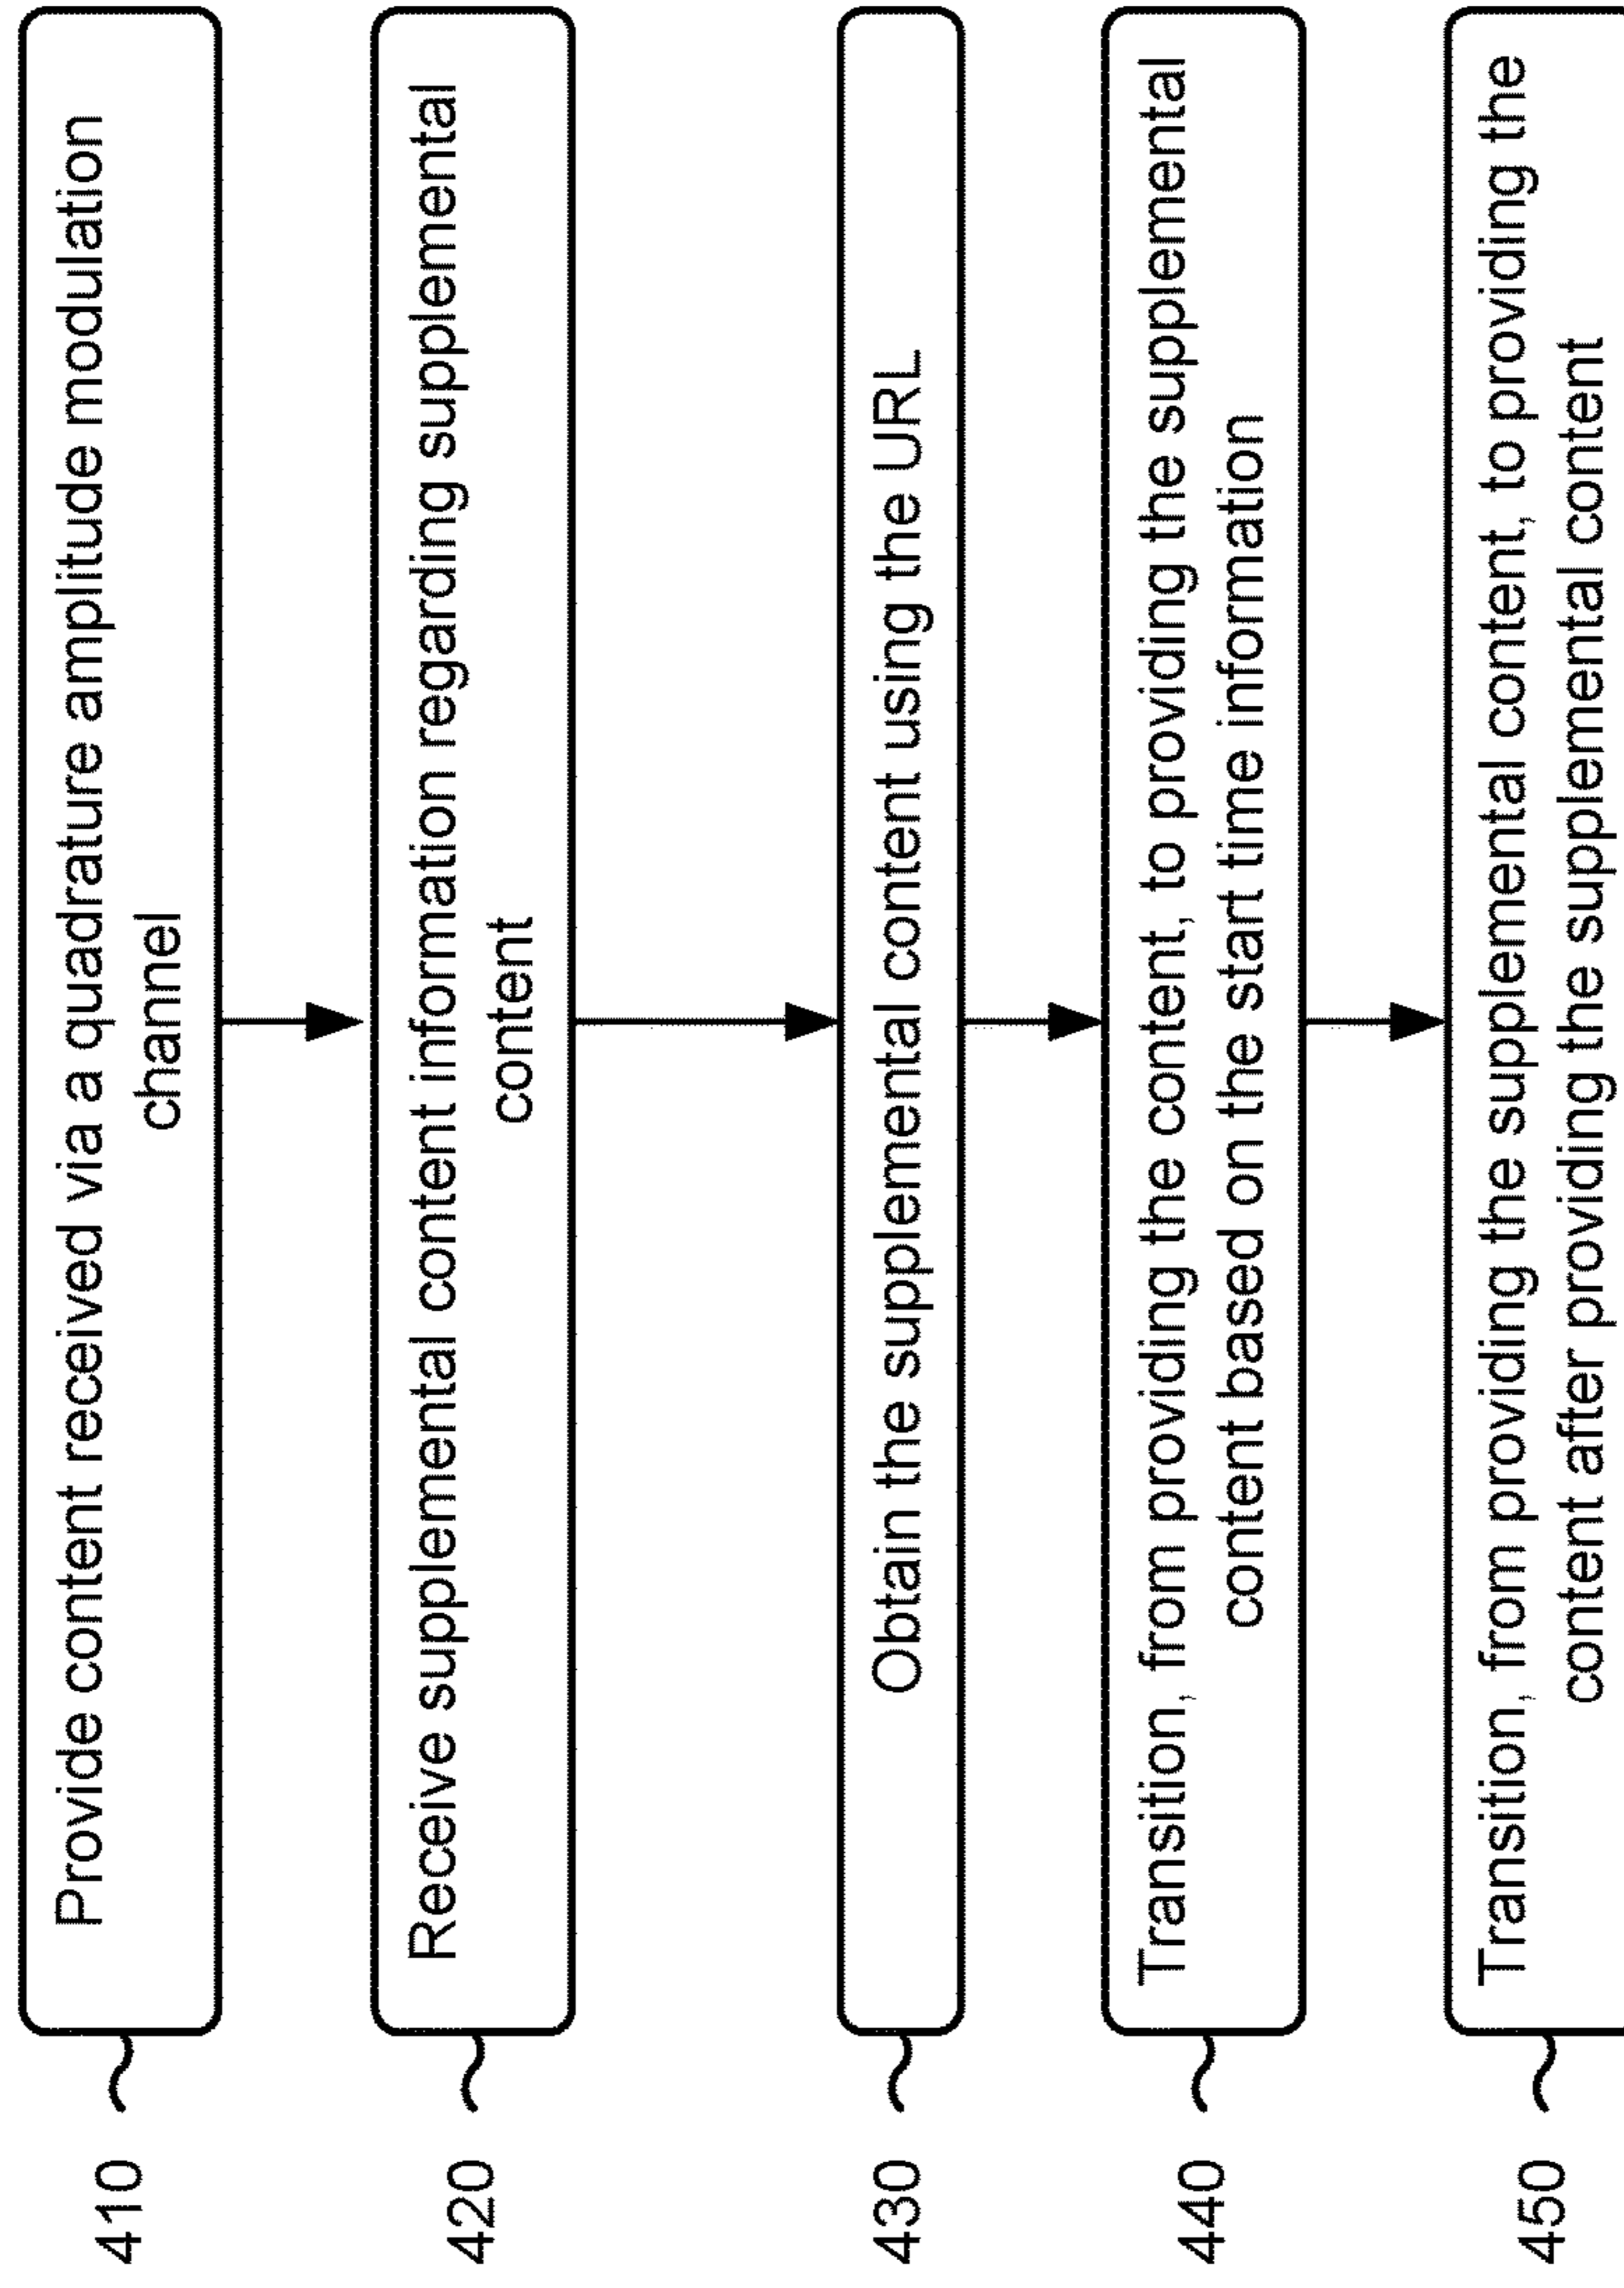 410
Provide content received via a quadrature amplitude modulation
channel
420
Receive supplemental content information regarding supplemental
content
430
Obtain the supplemental content using the URL
440
Transition, from providing the content, to providing the supplemental
content based on the start time information
450
Transition, from providing the supplemental content, to providing the
content after providing the supplemental content